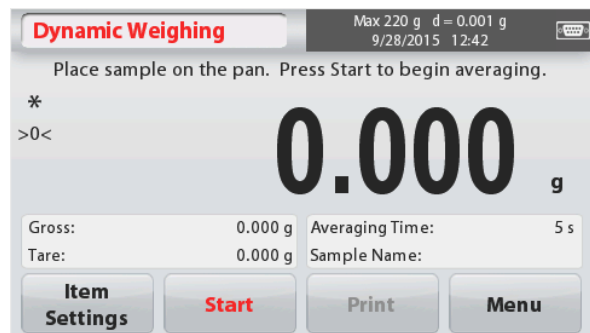 Dynamic Weighing
Max 220 g d = 0.001 g
9/28/2015 12:42
Place sample on the pan. Press Start to begin averaging.
*
>0<
0.000 g
Gross: 0.000 g
Tare: 0.000 g
Averaging Time: 5 s
Sample Name:
Item
Settings
Start
Print
Menu